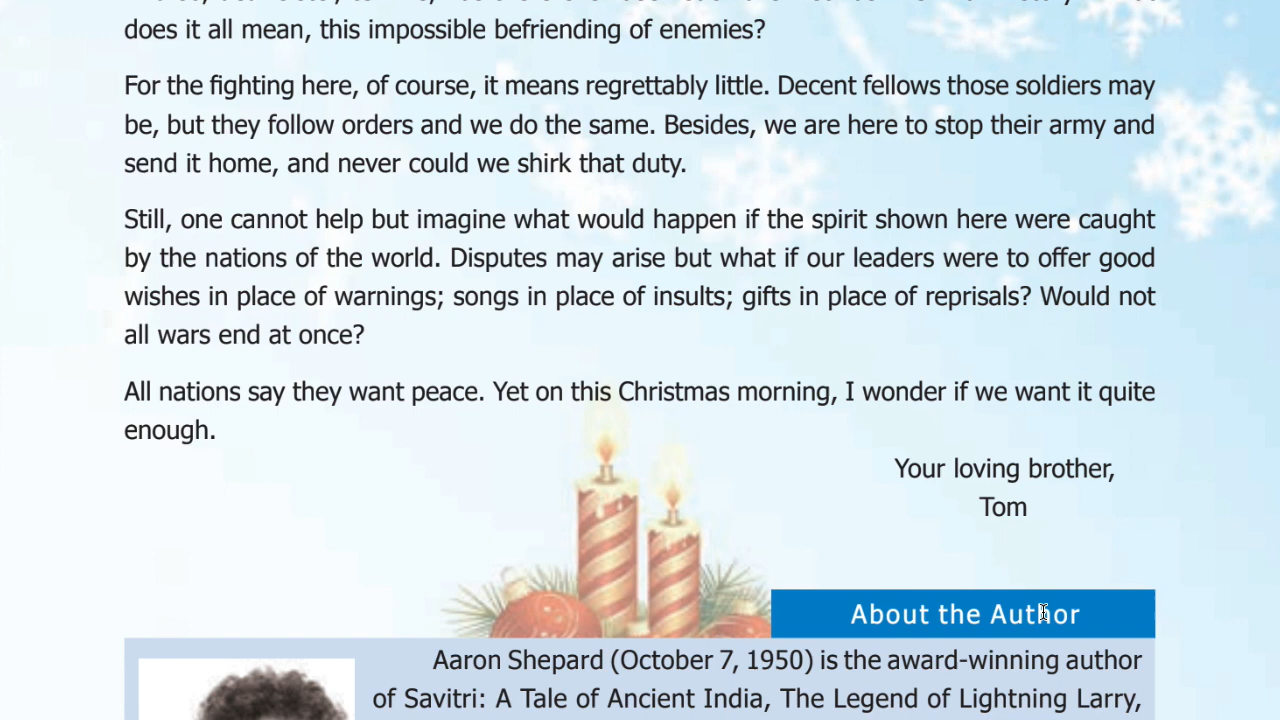 does it all mean, this impossible befriending of enemies?
For the fighting here, of course, it means regrettably little. Decent fellows those soldiers may
be, but they follow orders and we do the same. Besides, we are here to stop their army and
send it home, and never could we shirk that duty.
Still, one cannot help but imagine what would happen if the spirit shown here were caught
by the nations of the world. Disputes may arise but what if our leaders were to offer good
wishes in place of warnings; songs in place of insults; gifts in place of reprisals? Would not
all wars end at once?
All nations say they want peace. Yet on this Christmas morning, I wonder if we want it quite
enough.
Your loving brother,
Tom
About the Author
Aaron Shepard (October 7, 1950) is the award-winning author
of Savitri: A Tale of Ancient India, The Legend of Lightning Larry,